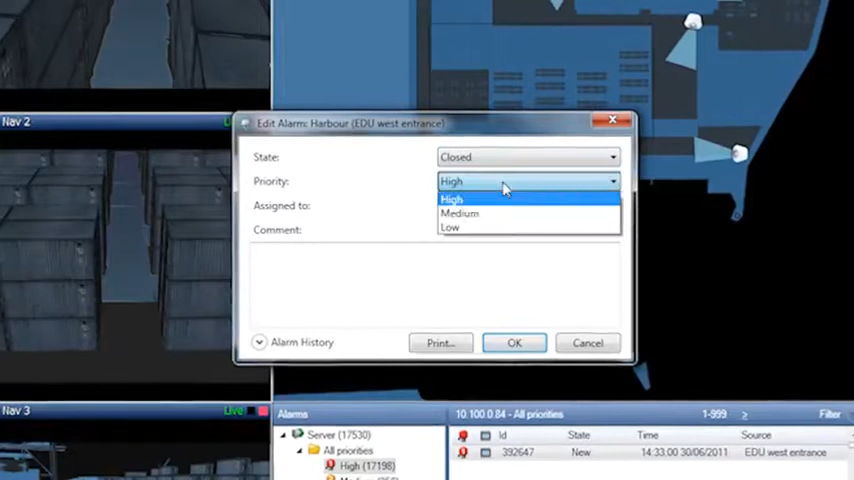 Nav 2
Edit Alarm: Harbour (EDU west entrance)
State:
Closed
Priority:
High
High
Medium
Low
Assigned to:
Comment:
Alarm History
Print...
OK
Cancel
Nav 3
Live
Alarms
10.100.0.84 - All priorities
1-999
≥
Filter
Server (17530)
Id
State
Time
Source
All priorities
392647
New
14:33.00 30/06/2011
EDU west entrance
High (17198)